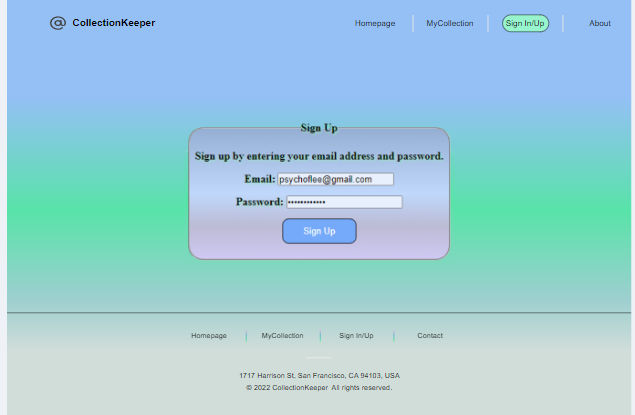 CollectionKeeper Homepage MyCollection Sign In/Up About
Sign Up
Sign up by entering your email address and password.
Email: psychoflee@gmail.com
Password: ••••••••••••
Sign Up
Homepage MyCollection Sign In/Up Contact
1717 Harrison St, San Francisco, CA 94103, USA
© 2022 CollectionKeeper All rights reserved.